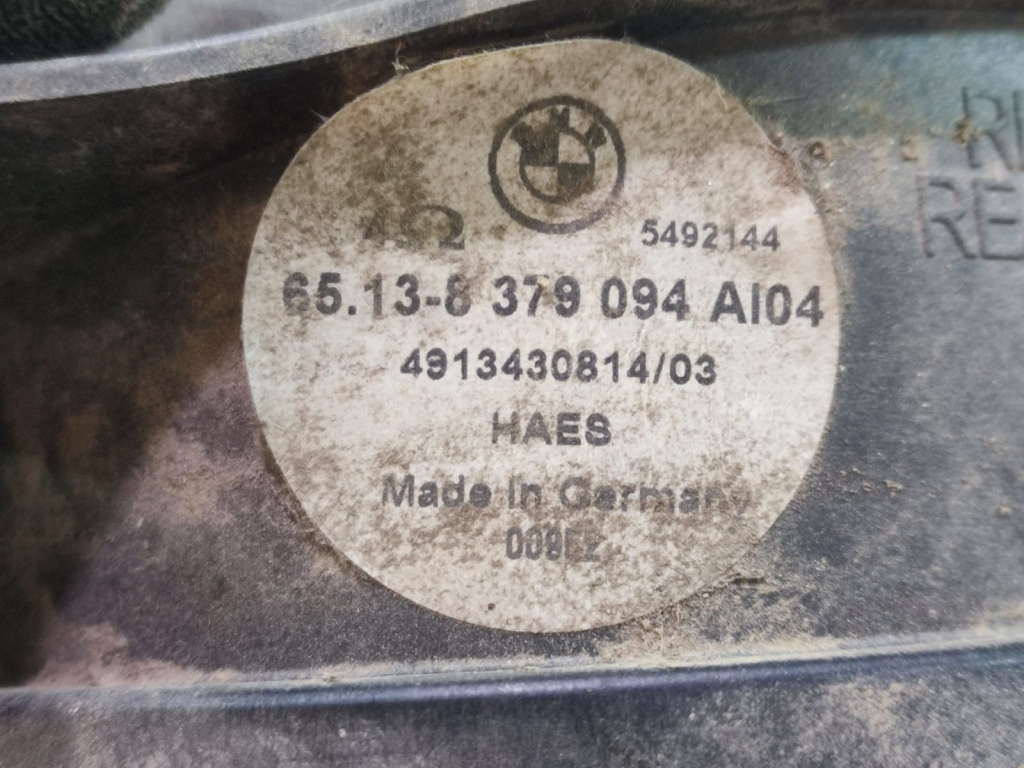 5492144
65.13-8 379 094 AI04
4913430814/03
HAES
Made in Germany